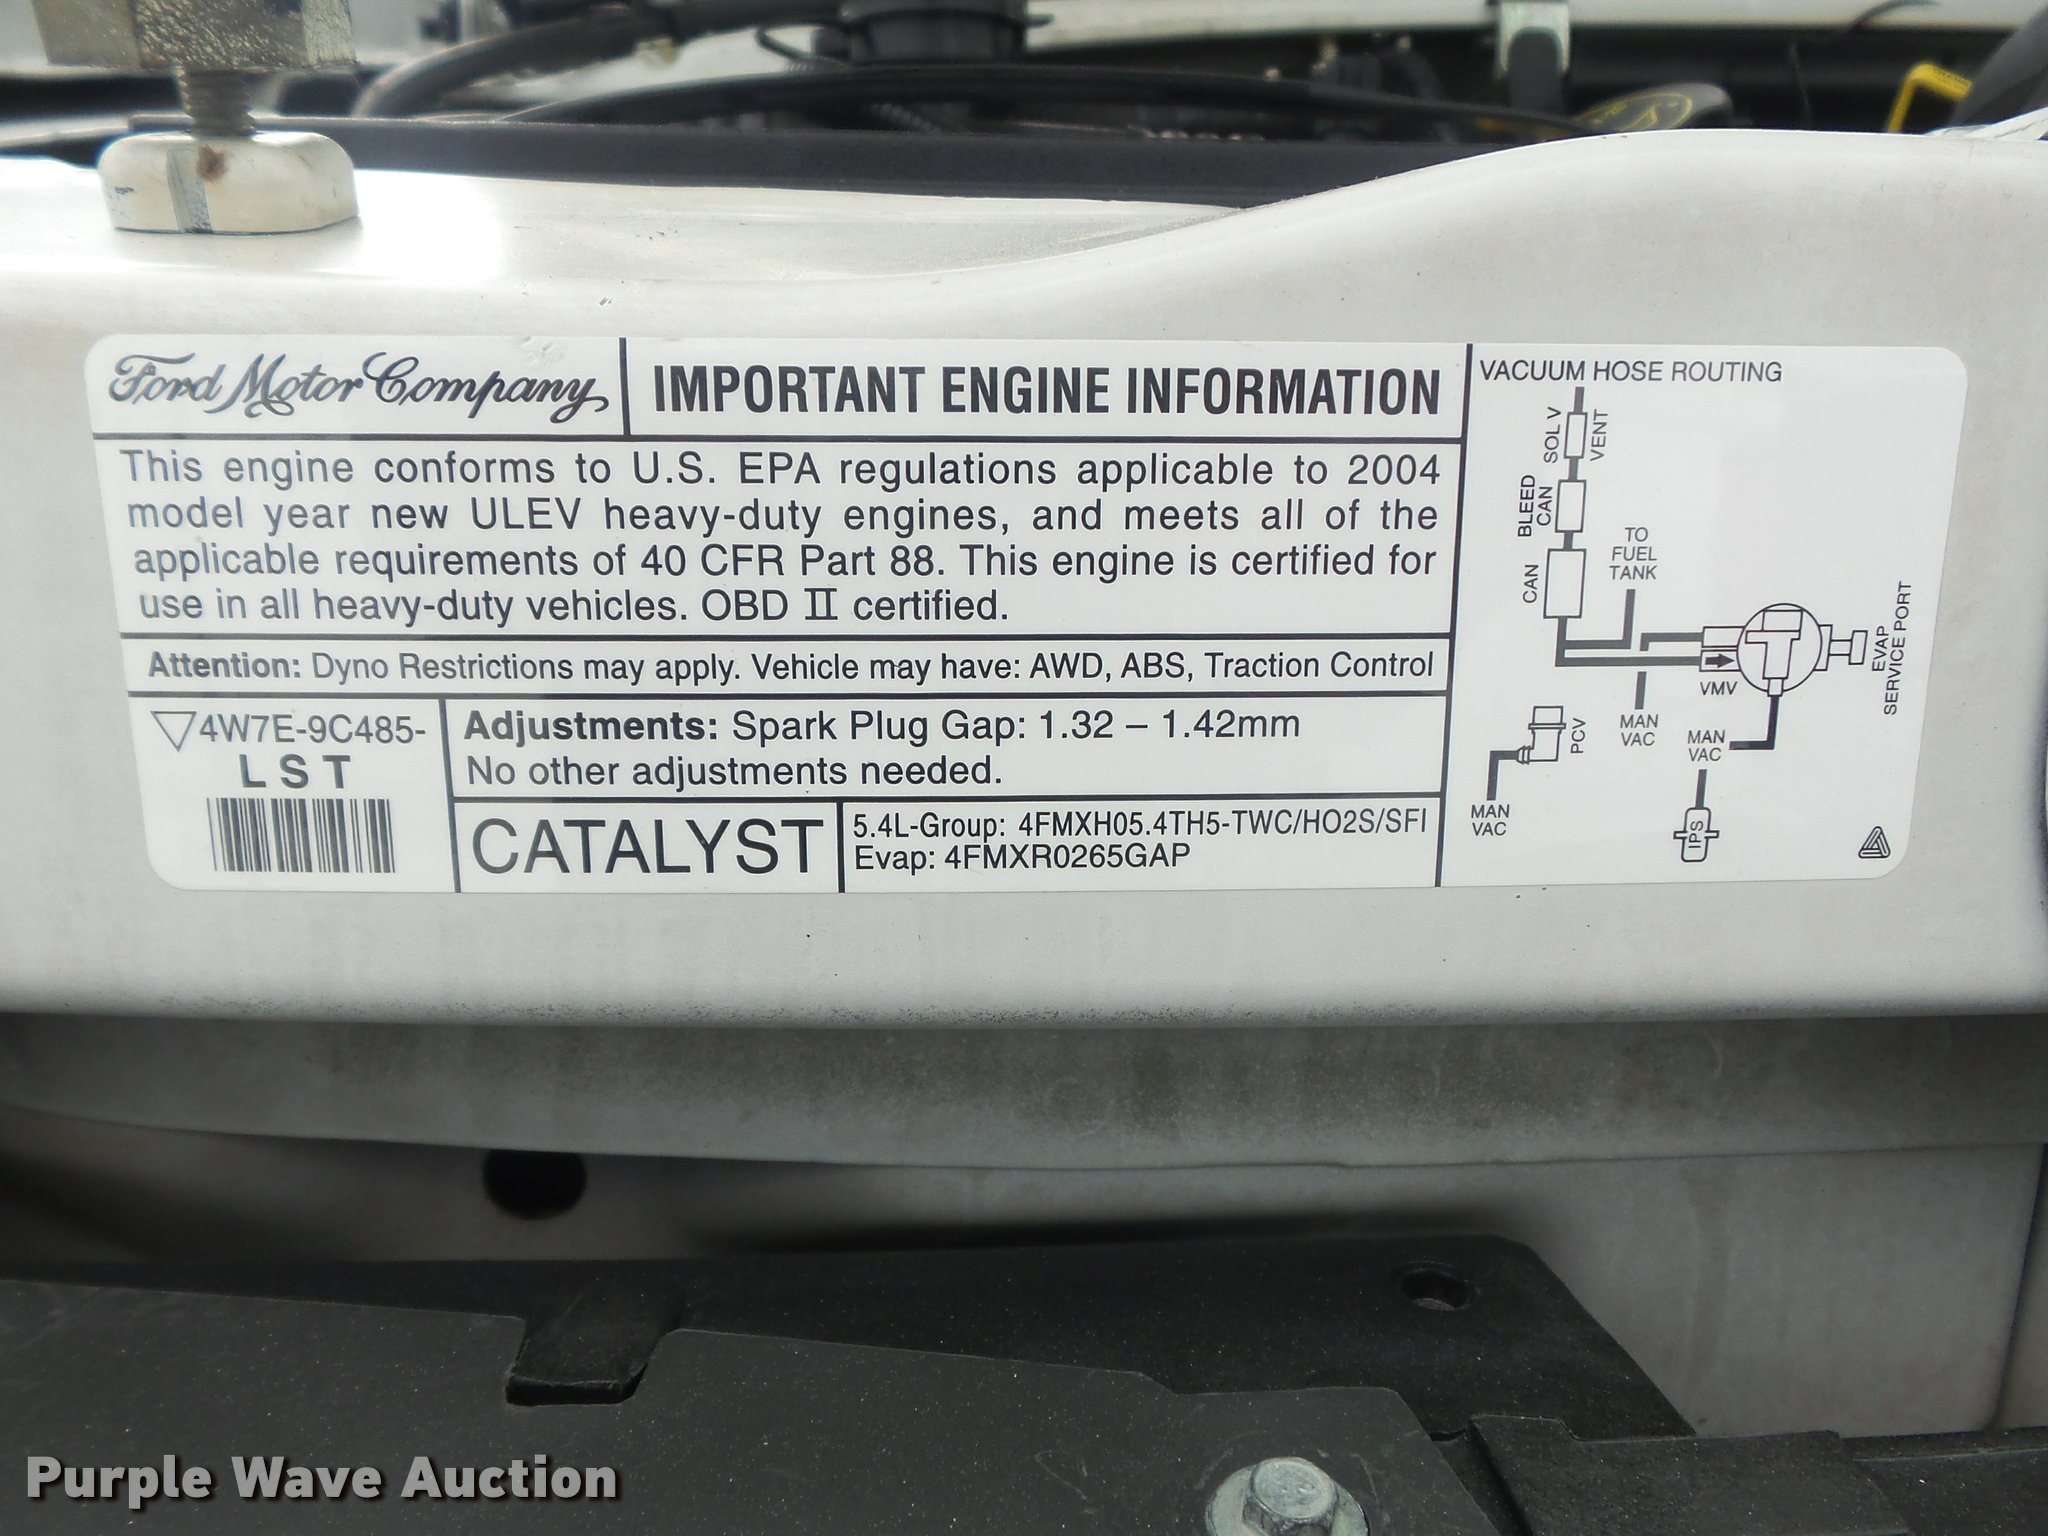 Ford Motor Company
IMPORTANT ENGINE INFORMATION
This engine conforms to U.S. EPA regulations applicable to 2004
model year new ULEV heavy-duty engines, and meets all of the
applicable requirements of 40 CFR Part 88. This engine is certified for
use in all heavy-duty vehicles. OBD II certified.
Attention: Dyno Restrictions may apply. Vehicle may have: AWD, ABS, Traction Control
4W7E-9C485-
LST
Adjustments: Spark Plug Gap: 1.32 – 1.42mm
No other adjustments needed.
CATALYST
5.4L-Group: 4FMXH05.4TH5-TWC/HO2S/SFI
Evap: 4FMXR0265GAP
VACUUM HOSE ROUTING
SOL V
VENT
BLEED
CAN
CAN
TO
FUEL
TANK
VMV
EVAP
SERVICE PORT
MAN
VAC
PCV
MAN
VAC
MAN
VAC
IPS
Purple Wave Auction